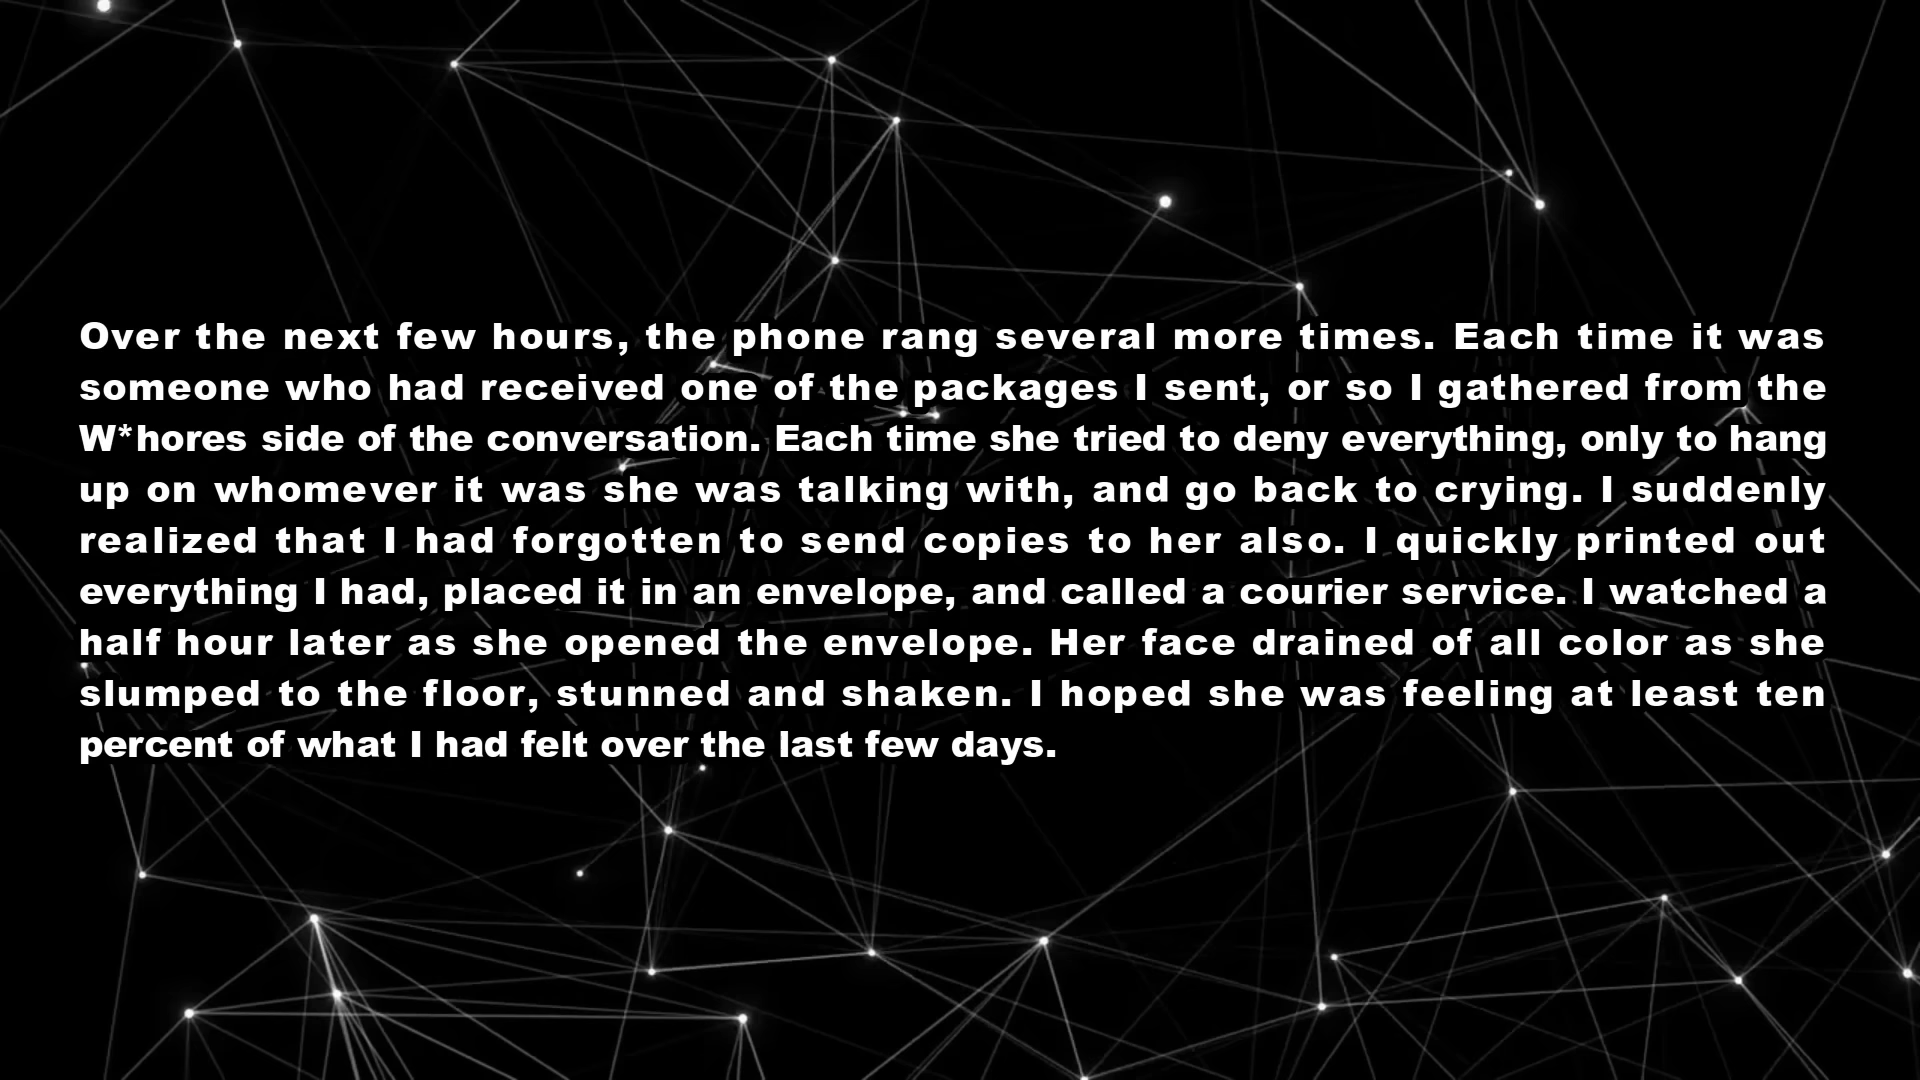 Over the next few hours, the phone rang several more times. Each time it was
someone who had received one of the packages I sent, or so I gathered from the
W*hores side of the conversation. Each time she tried to deny everything, only to hang
up on whomever it was she was talking with, and go back to crying. I suddenly
realized that I had forgotten to send copies to her also. I quickly printed out
everything I had, placed it in an envelope, and called a courier service. I watched a
half hour later as she opened the envelope. Her face drained of all color as she
slumped to the floor, stunned and shaken. I hoped she was feeling at least ten
percent of what I had felt over the last few days.